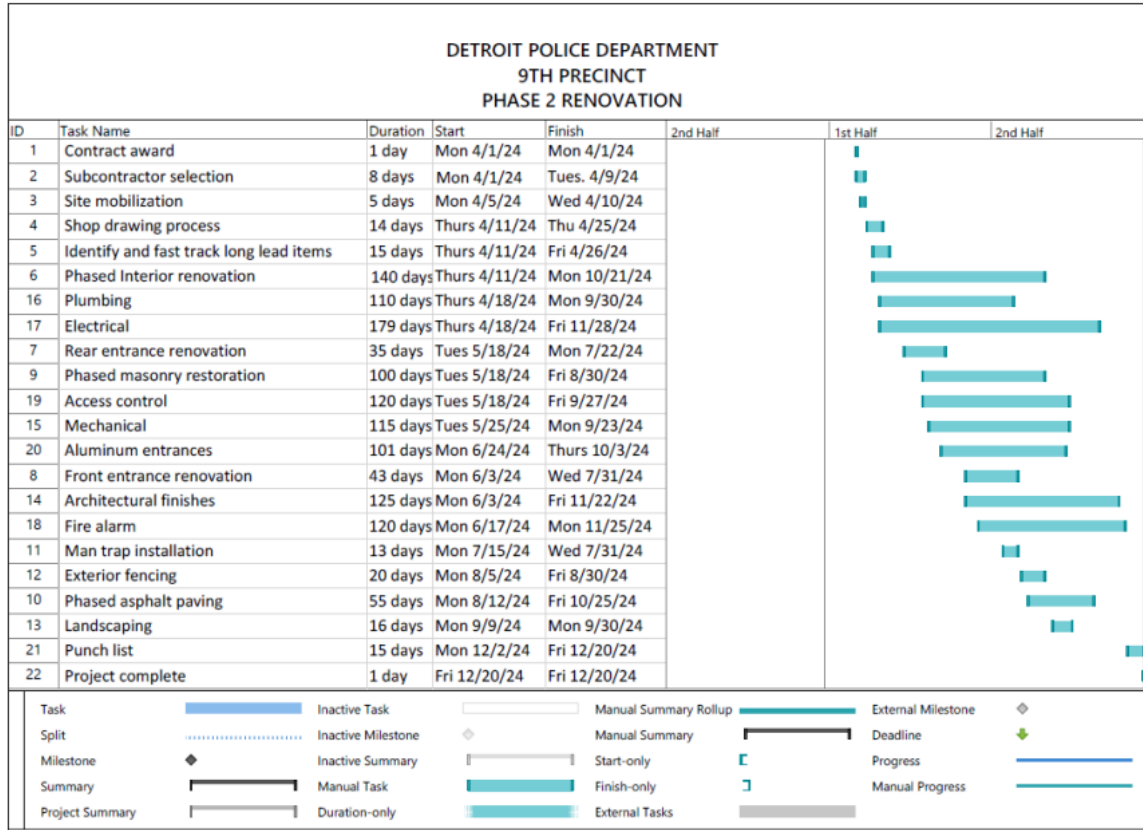 DETROIT POLICE DEPARTMENT
9TH PRECINCT
PHASE 2 RENOVATION
ID Task Name Duration Start Finish 2nd Half 1st Half 2nd Half
1 Contract award 1 day Mon 4/1/24 Mon 4/1/24
2 Subcontractor selection 8 days Mon 4/1/24 Tues. 4/9/24
3 Site mobilization 5 days Mon 4/5/24 Wed 4/10/24
4 Shop drawing process 14 days Thurs 4/11/24 Thu 4/25/24
5 Identify and fast track long lead items 15 days Thurs 4/11/24 Fri 4/26/24
6 Phased Interior renovation 140 days Thurs 4/11/24 Mon 10/21/24
16 Plumbing 110 days Thurs 4/18/24 Mon 9/30/24
17 Electrical 179 days Thurs 4/18/24 Fri 11/28/24
7 Rear entrance renovation 35 days Tues 5/18/24 Mon 7/22/24
9 Phased masonry restoration 100 days Tues 5/18/24 Fri 8/30/24
19 Access control 120 days Tues 5/18/24 Fri 9/27/24
15 Mechanical 115 days Tues 5/25/24 Mon 9/23/24
20 Aluminum entrances 101 days Mon 6/24/24 Thurs 10/3/24
8 Front entrance renovation 43 days Mon 6/3/24 Wed 7/31/24
14 Architectural finishes 125 days Mon 6/3/24 Fri 11/22/24
18 Fire alarm 120 days Mon 6/17/24 Mon 11/25/24
11 Man trap installation 13 days Mon 7/15/24 Wed 7/31/24
12 Exterior fencing 20 days Mon 8/5/24 Fri 8/30/24
10 Phased asphalt paving 55 days Mon 8/12/24 Fri 10/25/24
13 Landscaping 16 days Mon 9/9/24 Mon 9/30/24
21 Punch list 15 days Mon 12/2/24 Fri 12/20/24
22 Project complete 1 day Fri 12/20/24 Fri 12/20/24
Task Inactive Task Manual Summary Rollup External Milestone
Split Inactive Milestone Manual Summary Deadline
Milestone Inactive Summary Start-only Progress
Summary Manual Task Finish-only Manual Progress
Project Summary Duration-only External Tasks